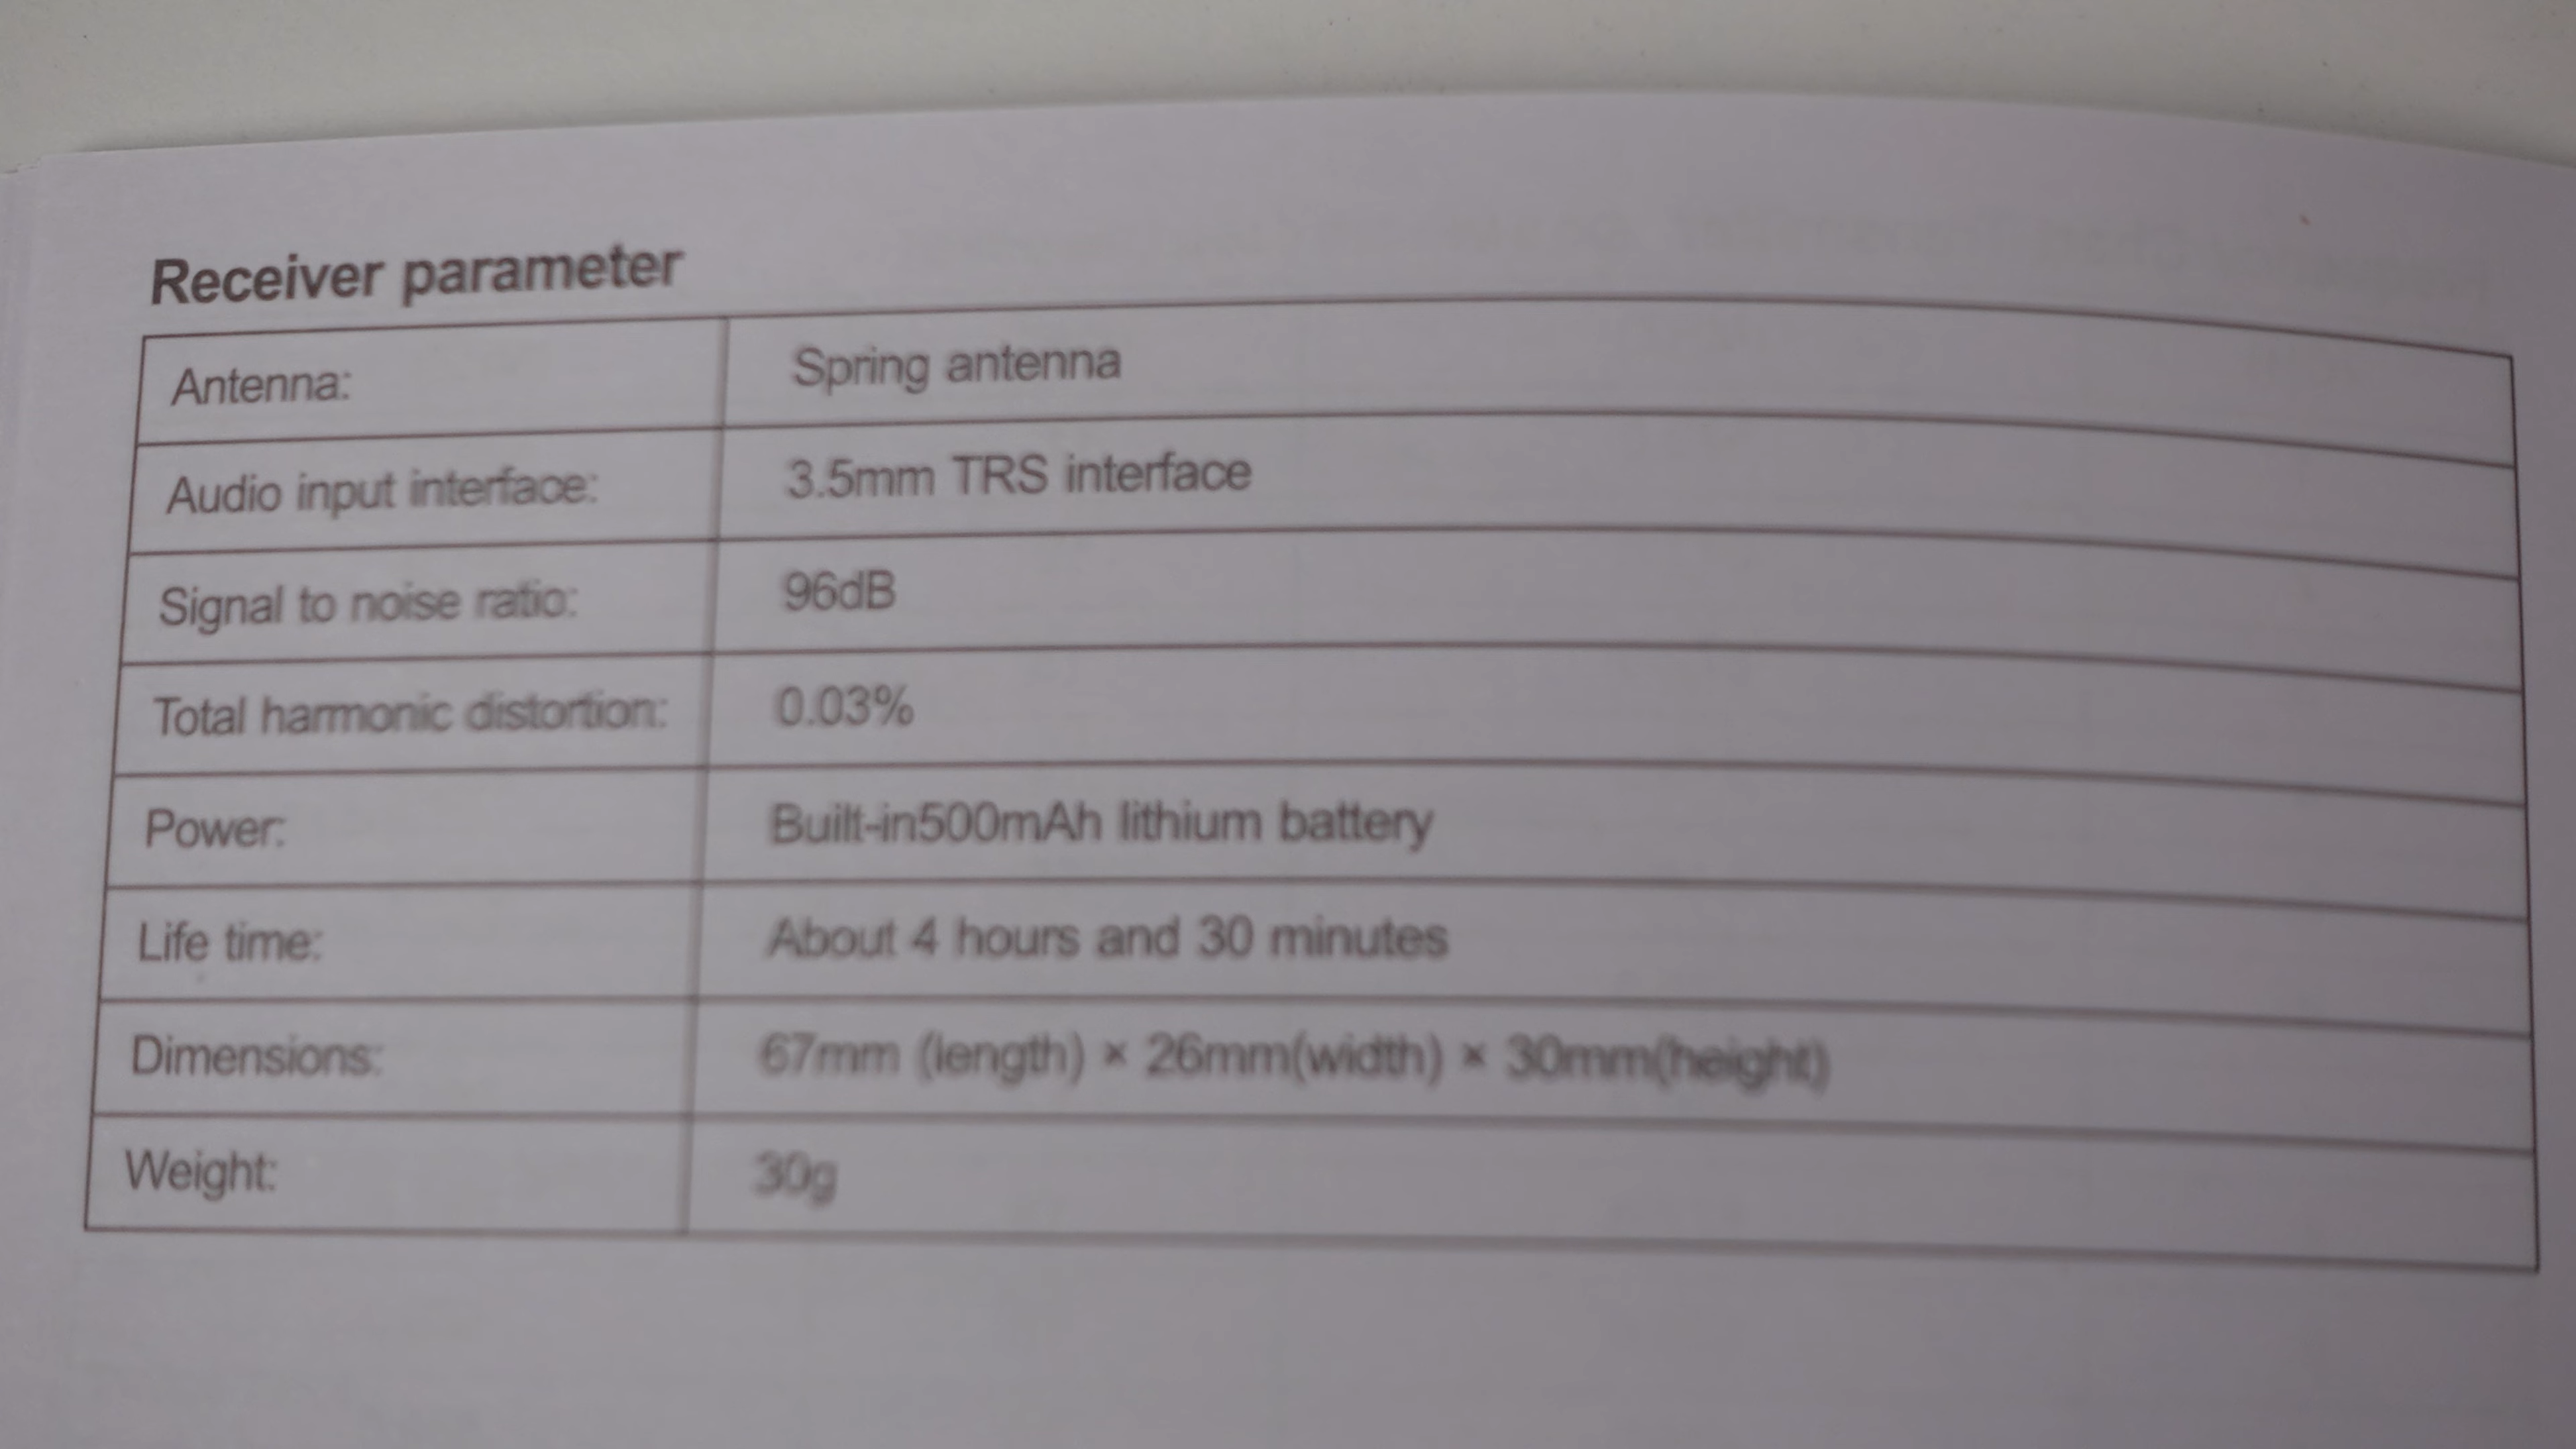 Receiver parameter
Antenna: Spring antenna
Audio input interface: 3.5mm TRS interface
Signal to noise ratio: 96dB
Total harmonic distortion: 0.03%
Power: Built-in500mAh lithium battery
Life time: About 4 hours and 30 minutes
Dimensions: 67mm (length) × 26mm(width) × 30mm(height)
Weight: 30g